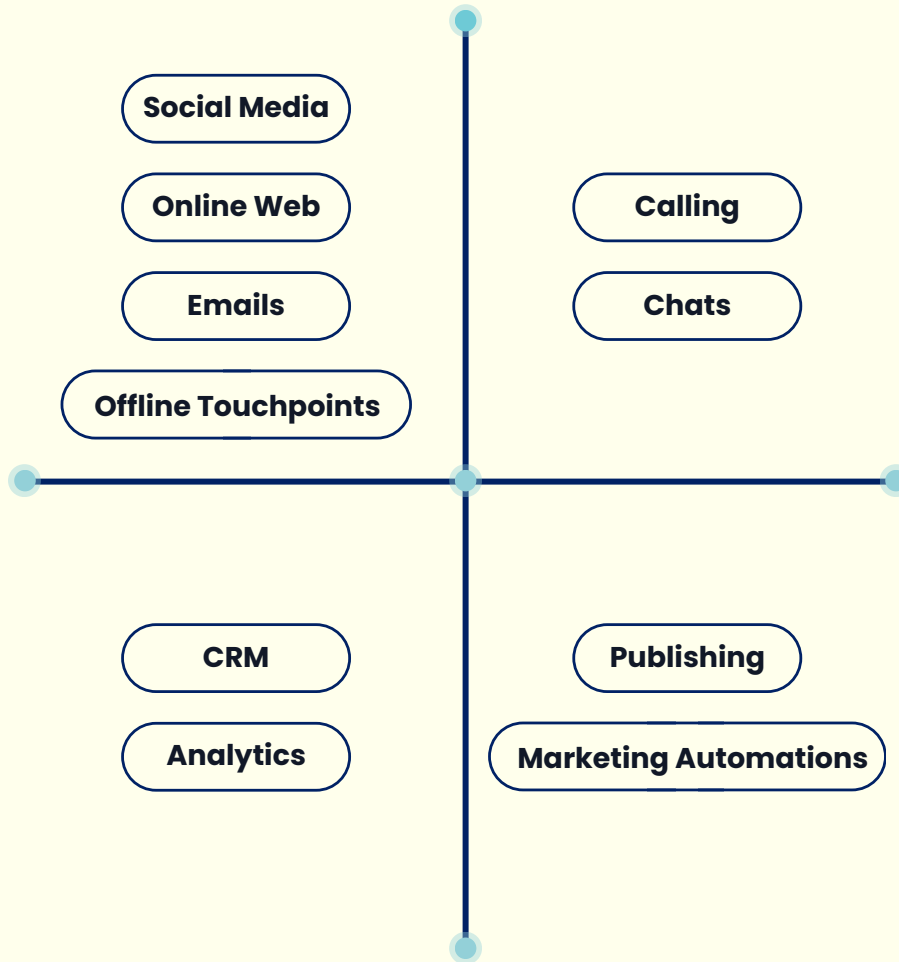 Social Media
Online Web
Emails
Offline Touchpoints
Calling
Chats
CRM
Analytics
Publishing
Marketing Automations